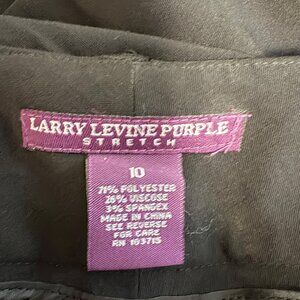 LARRY LEVINE PURPLE
STRETCH
10
71% POLYESTER
26% VISCOSE
3% SPANDEX
MADE IN CHINA
SEE REVERSE
FOR CARE
RN 103715